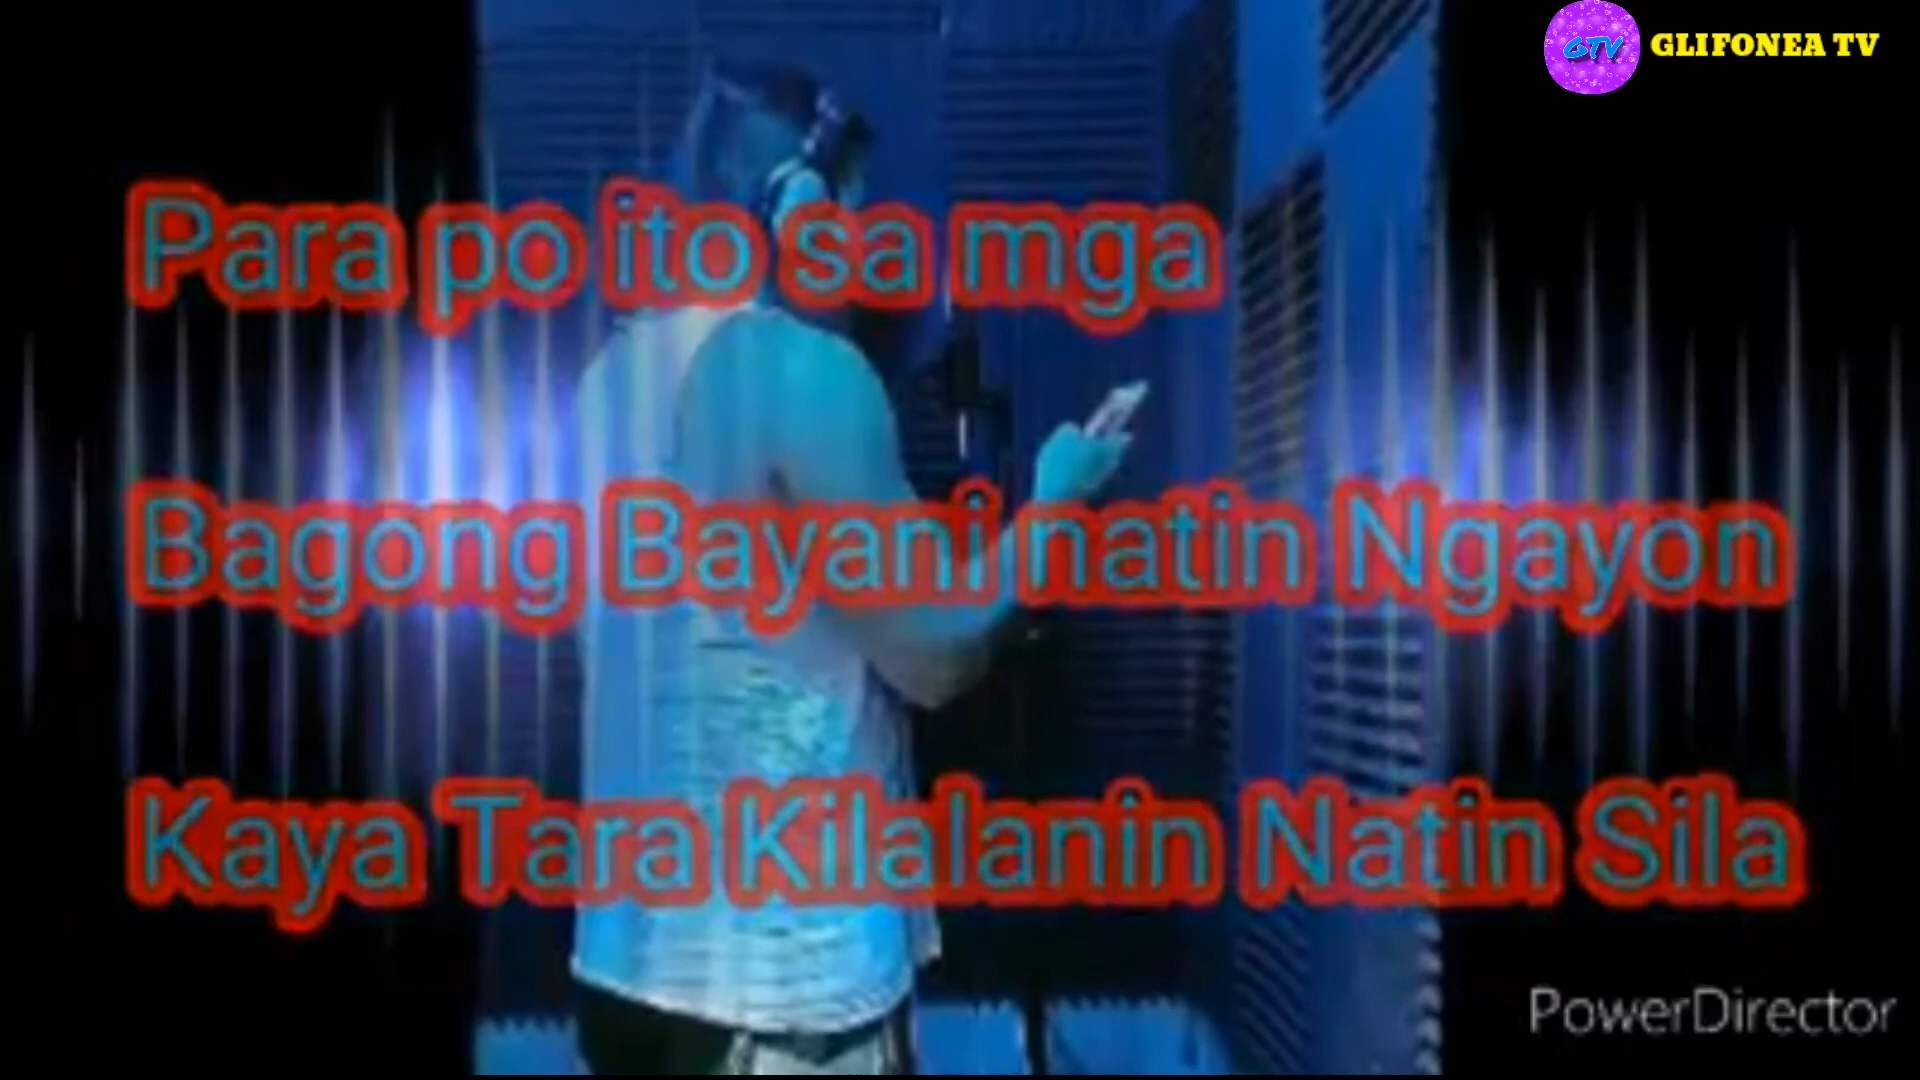 GTV GLIFONEA TV
Para po ito sa mga
Bagong Bayani natin Ngayon
Kaya Tara Kilalanin Natin Sila
PowerDirector